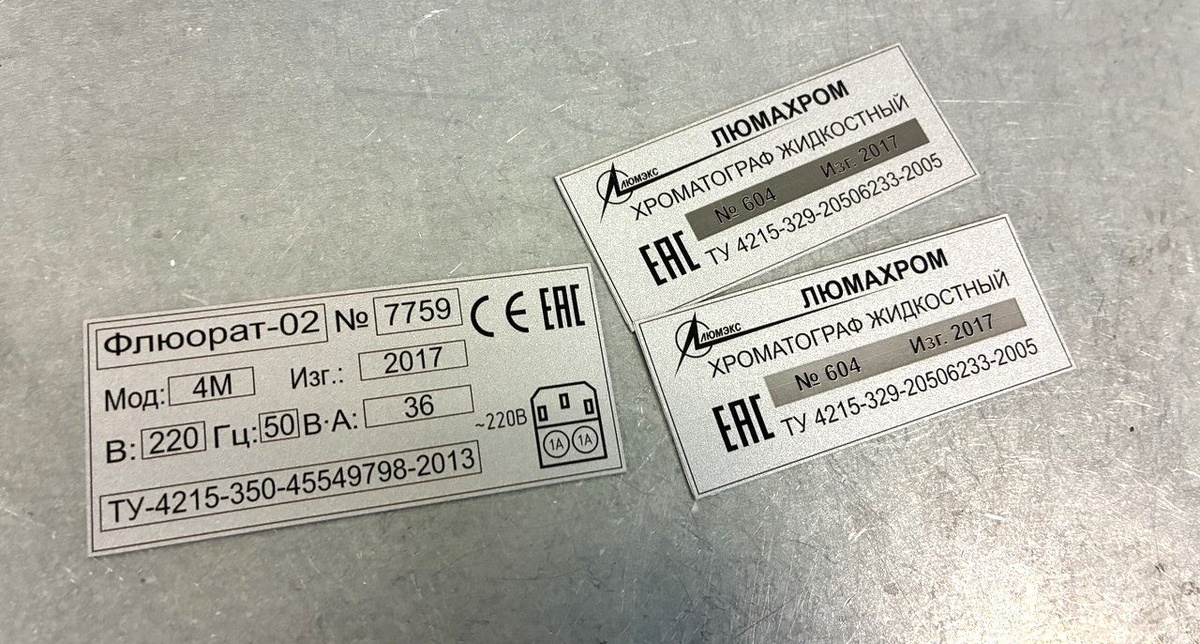 Флюорат-02 № 7759 CE EAC
Мод: 4М Изг.: 2017
В: 220 Гц: 50 В·А: 36 ~220В
1А 1А
ТУ-4215-350-45549798-2013
ЛЮМАХРОМ
ЛЮМЭКС
ХРОМАТОГРАФ ЖИДКОСТНЫЙ
№ 604 Изг. 2017
EAC ТУ 4215-329-20506233-2005
ЛЮМАХРОМ
ЛЮМЭКС
ХРОМАТОГРАФ ЖИДКОСТНЫЙ
№ 604 Изг. 2017
EAC ТУ 4215-329-20506233-2005